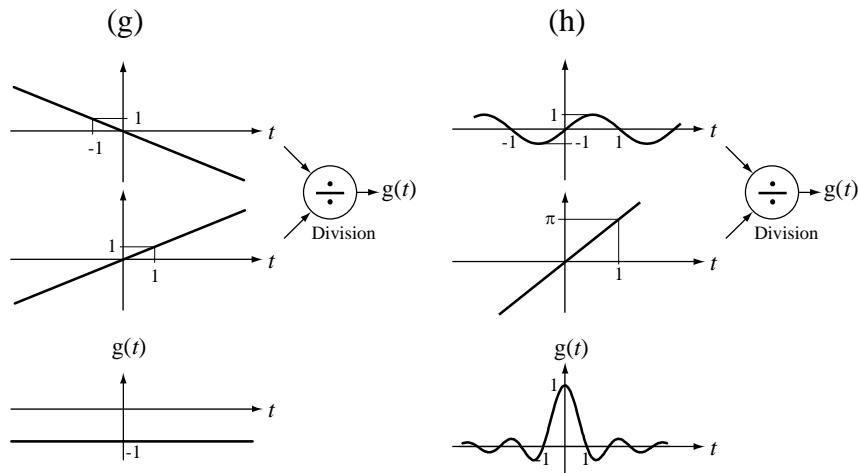 (g)
1
t
-1
g(t)
Division
1
t
1
g(t)
t
-1
(h)
1
t
-1
-1
1
g(t)
Division
π
t
1
g(t)
1
t
-1
1